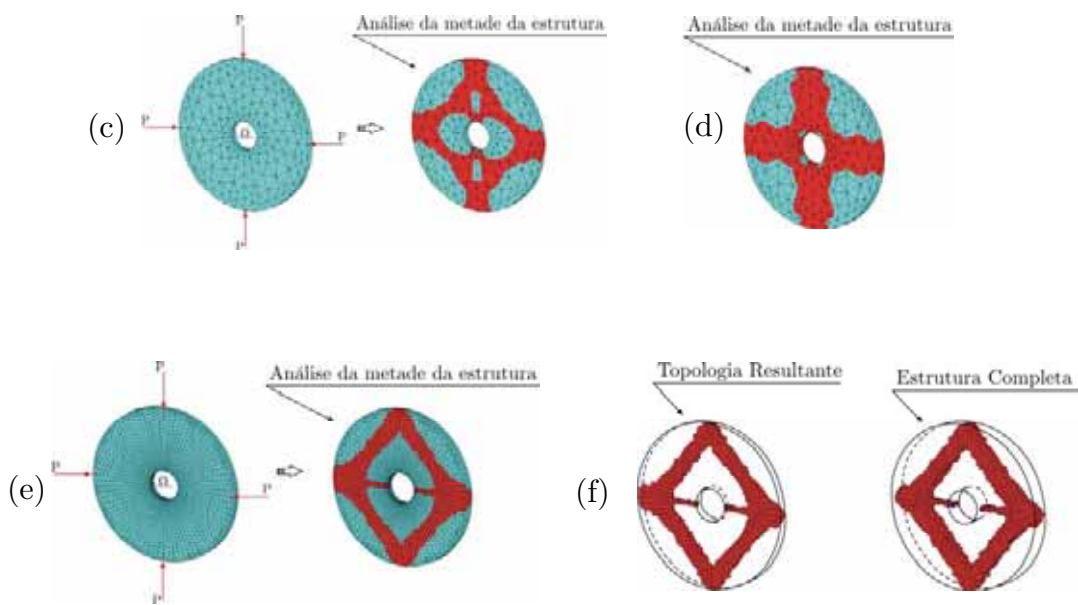 P
Análise da metade da estrutura
(c)
P
Ω
P
P
Análise da metade da estrutura
(d)
P
Análise da metade da estrutura
(e)
P
Ω
P
P
Topologia Resultante
Estrutura Completa
(f)